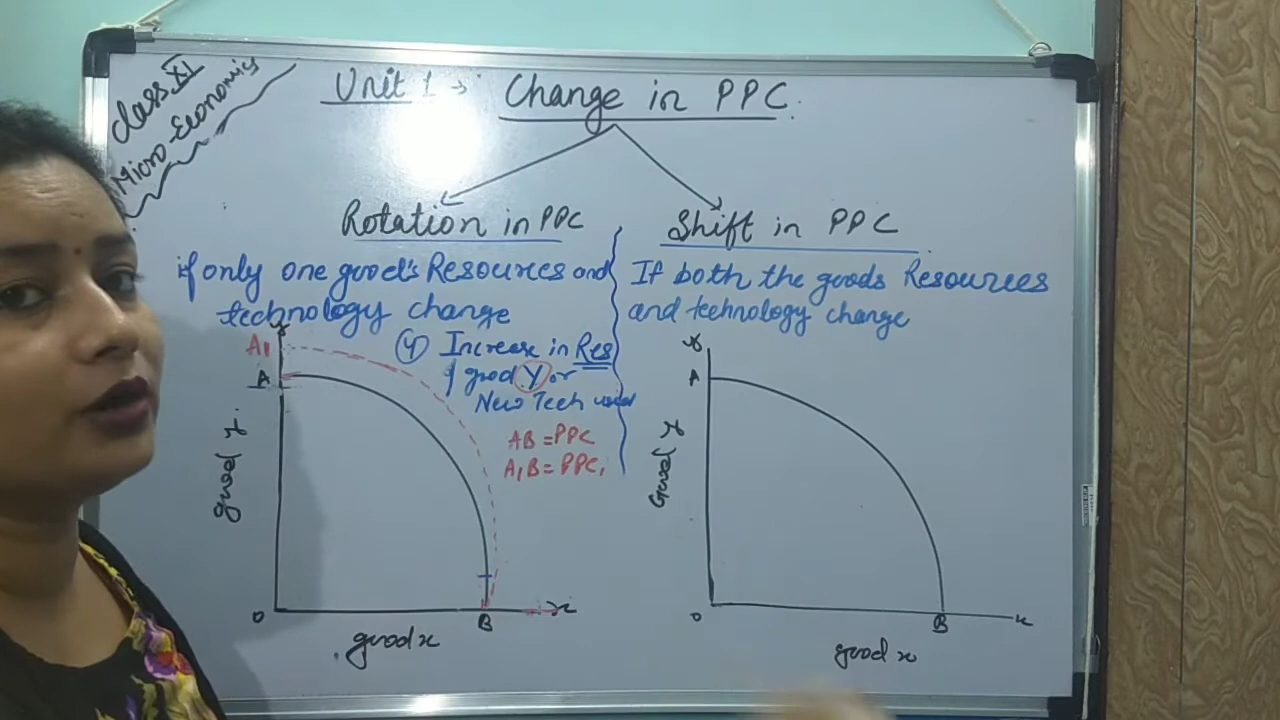 Class XI
Micro-Economics
Unit 1 → Change in PPC.
Rotation in PPC
if only one good's Resources and
technology change
Y) Increase in Res
of good Y or
New Tech used
AB = PPC
A₁B = PPC₁
A₁
A
good y.
O
B
x
good x
Shift in PPC
If both the goods Resources
and technology change
y
A
Good y
O
B
x
good x